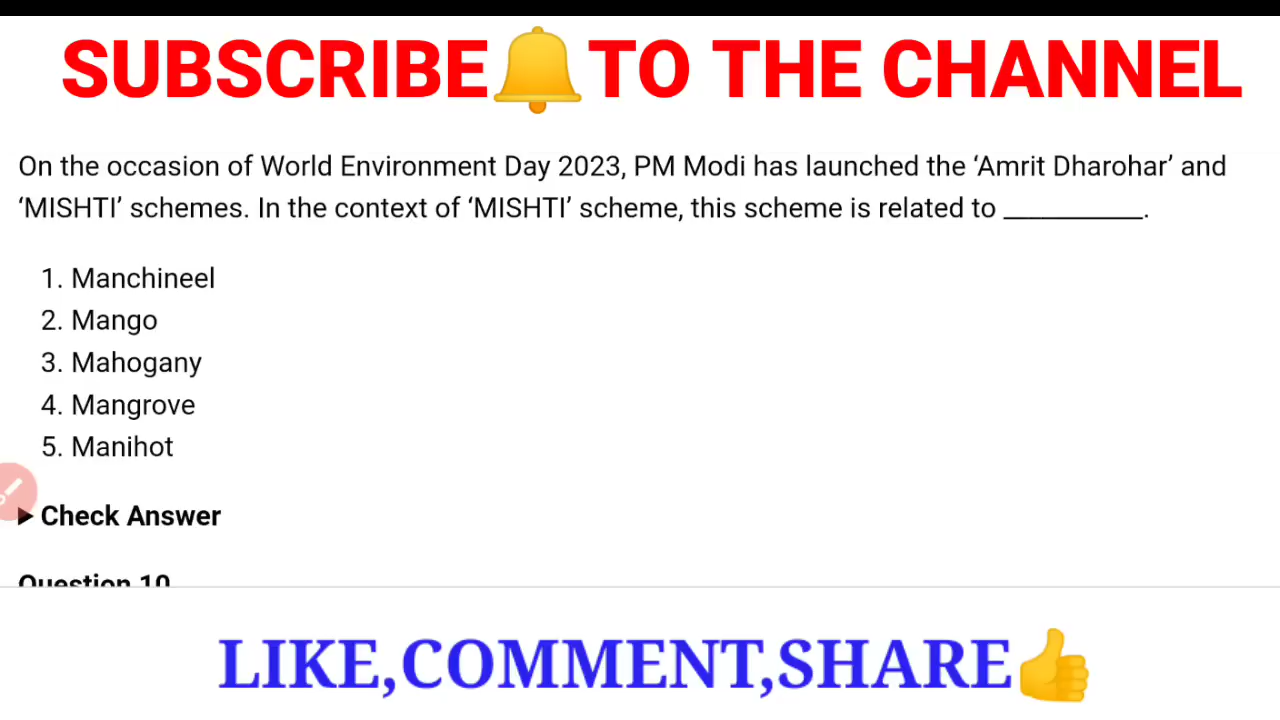 SUBSCRIBE🔔TO THE CHANNEL
On the occasion of World Environment Day 2023, PM Modi has launched the ‘Amrit Dharohar’ and
‘MISHTI’ schemes. In the context of ‘MISHTI’ scheme, this scheme is related to __________.
1. Manchineel
2. Mango
3. Mahogany
4. Mangrove
5. Manihot
Check Answer
Question 10
LIKE,COMMENT,SHARE👍